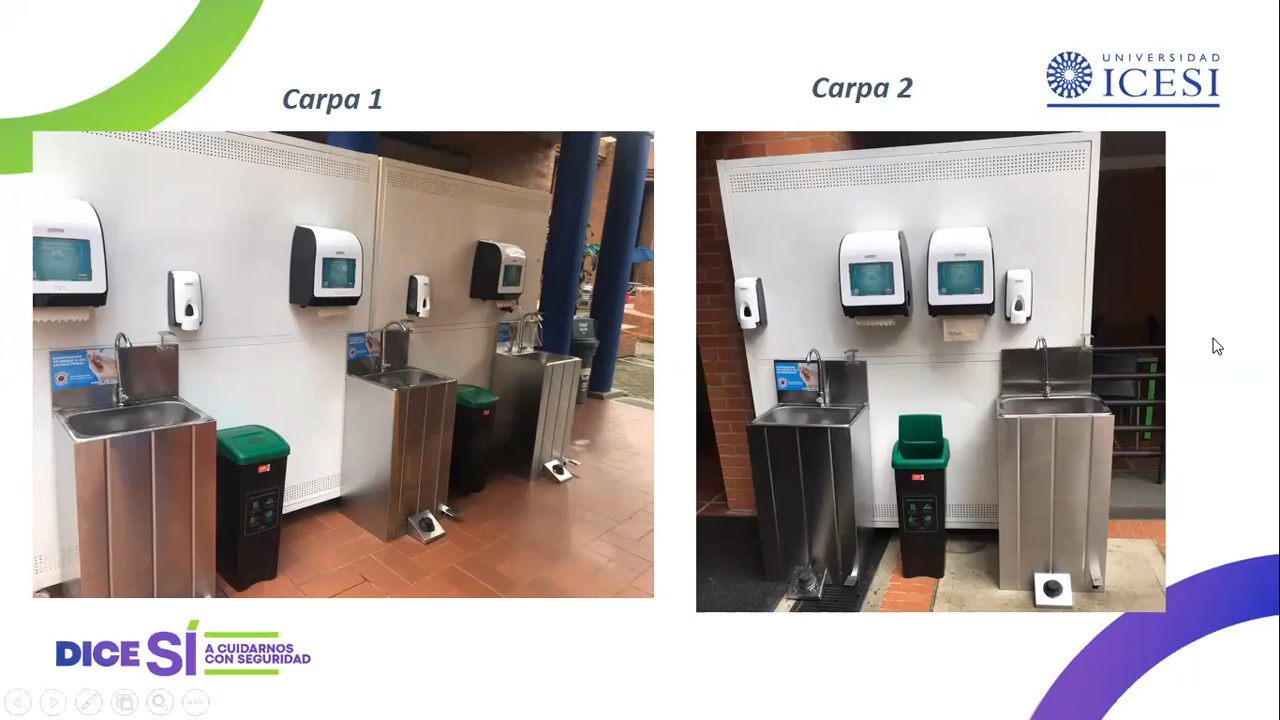 Carpa 1
Carpa 2
UNIVERSIDAD
ICESI
DICE SÍ
A CUIDARNOS
CON SEGURIDAD